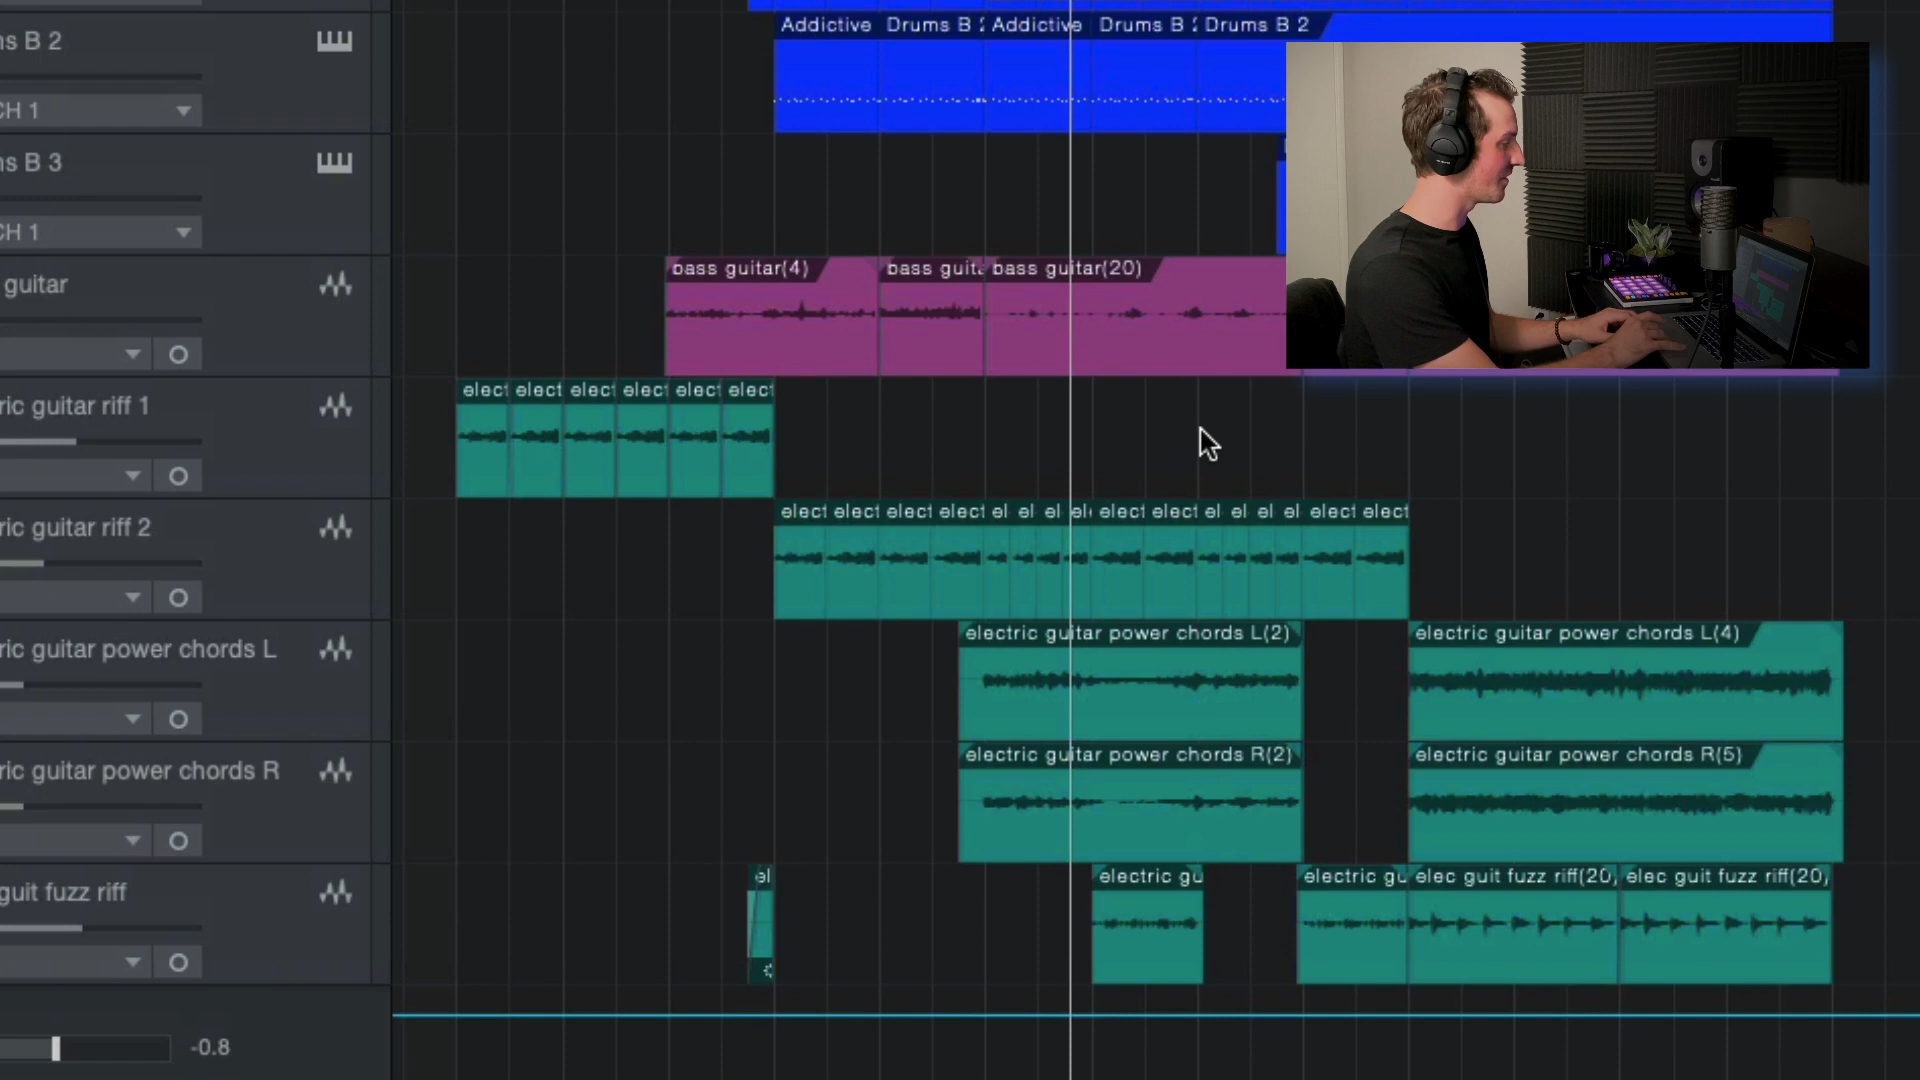 ns B 2
Addictive Drums B 2 Addictive Drums B 2 Drums B 2
CH 1
ns B 3
CH 1
guitar
bass guitar(4) bass guita bass guitar(20)
ric guitar riff 1
elect elect elect elect elect elect
ric guitar riff 2
elect elect elect elect el el el el elect elect el el el el elect elect
ric guitar power chords L
electric guitar power chords L(2) electric guitar power chords L(4)
ric guitar power chords R
electric guitar power chords R(2) electric guitar power chords R(5)
guit fuzz riff
el electric gu electric gu elec guit fuzz riff(20) elec guit fuzz riff(20)
-0.8